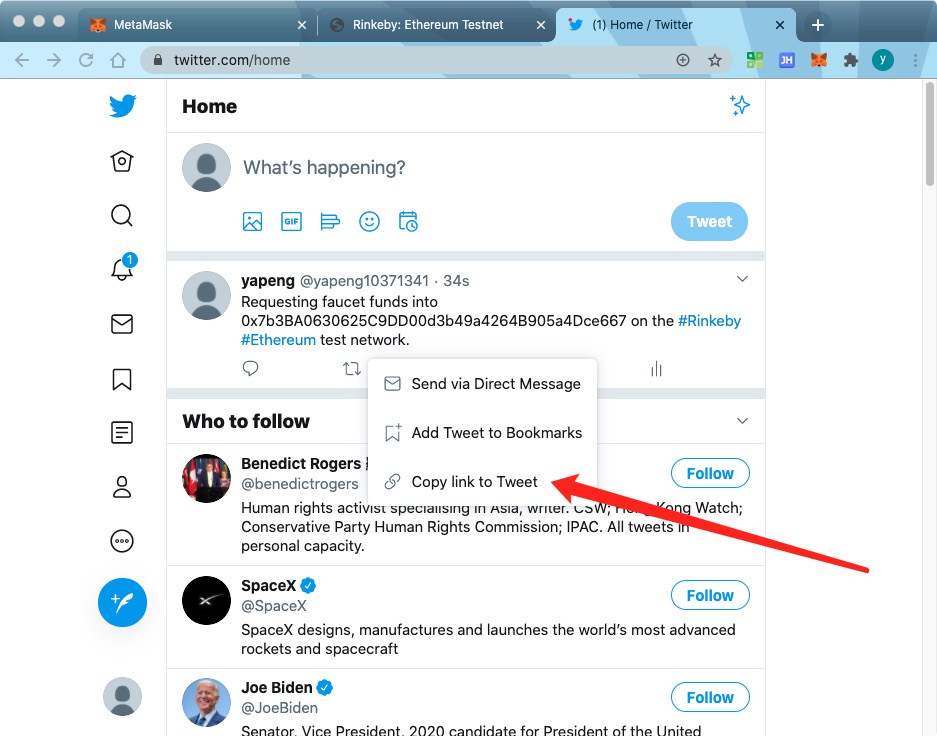 MetaMask
Rinkeby: Ethereum Testnet
(1) Home / Twitter
twitter.com/home
JH
y
Home
What's happening?
GIF
Tweet
1
yapeng @yapeng10371341 · 34s
Requesting faucet funds into
0x7b3BA0630625C9DD00d3b49a4264B905a4Dce667 on the #Rinkeby
#Ethereum test network.
Send via Direct Message
Add Tweet to Bookmarks
Copy link to Tweet
Who to follow
Benedict Rogers
@benedictrogers
Follow
Human rights activist specialising in Asia, writer. CSW; Hong Kong Watch;
Conservative Party Human Rights Commission; IPAC. All tweets in
personal capacity.
SpaceX
@SpaceX
Follow
SpaceX designs, manufactures and launches the world's most advanced
rockets and spacecraft
Joe Biden
@JoeBiden
Follow
Senator, Vice President, 2020 candidate for President of the United